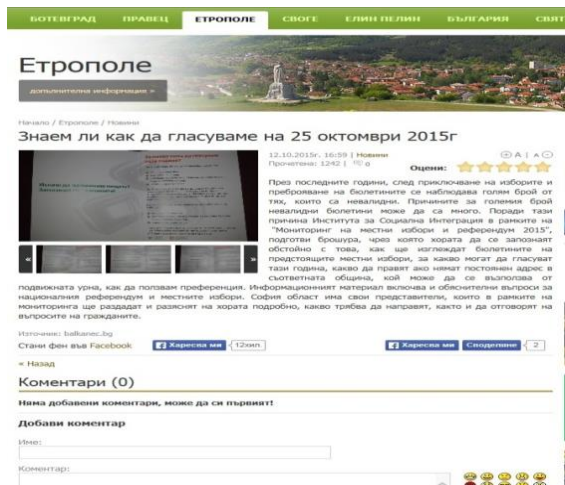 БОТЕВГРАД ПРАВЕЦ ЕТРОПОЛЕ СВОГЕ ЕЛИН ПЕЛИН БЪЛГАРИЯ СВЯТ
Етрополе
допълнителна информация »
Начало / Етрополе / Новини
Знаем ли как да гласуваме на 25 октомври 2015г
12.10.2015г. 16:59 | Новини
Прочетена: 1242 | 0
A | A
Оцени:
През последните години, след приключване на изборите и
преброяване на бюлетините се наблюдава голям брой от
тях, които са невалидни. Причините за големия брой
невалидни бюлетини може да са много. Поради тази
причина Института за Социална Интеграция в рамките на
"Мониторинг на местни избори и референдум 2015",
подготви брошура, чрез която хората да се запознаят
обстойно с това, как ще изглеждат бюлетините на
предстоящите местни избори, за какво могат да гласуват
тази година, какво да правят ако нямат постоянен адрес в
съответната община, кой може да се възползова от
подвижната урна, как да ползвам преференция. Информационният материал включва и обяснителни въпроси за
националния референдум и местните избори. София област има свои представители, които в рамките на
мониторинга ще раздадат и разяснят на хората подробно, какво трябва да направят, както и да отговорят на
въпросите на гражданите.
Източник: balkanec.bg
Стани фен във Facebook Харесва ми 12хил. Харесва ми Споделяне 2
« Назад
Коментари (0)
Няма добавени коментари, може да си първият!
Добави коментар
Име:
Коментар: